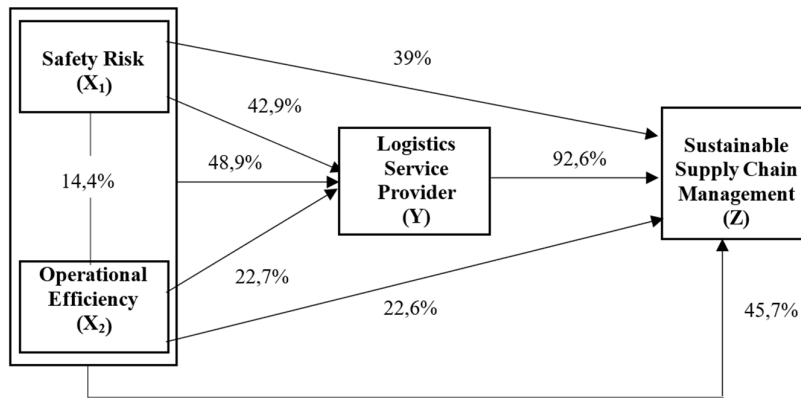 Safety Risk
(X₁)
39%
42,9%
Logistics
Service
Provider
(Y)
48,9%
92,6%
Sustainable
Supply Chain
Management
(Z)
14,4%
Operational
Efficiency
(X₂)
22,7%
22,6%
45,7%